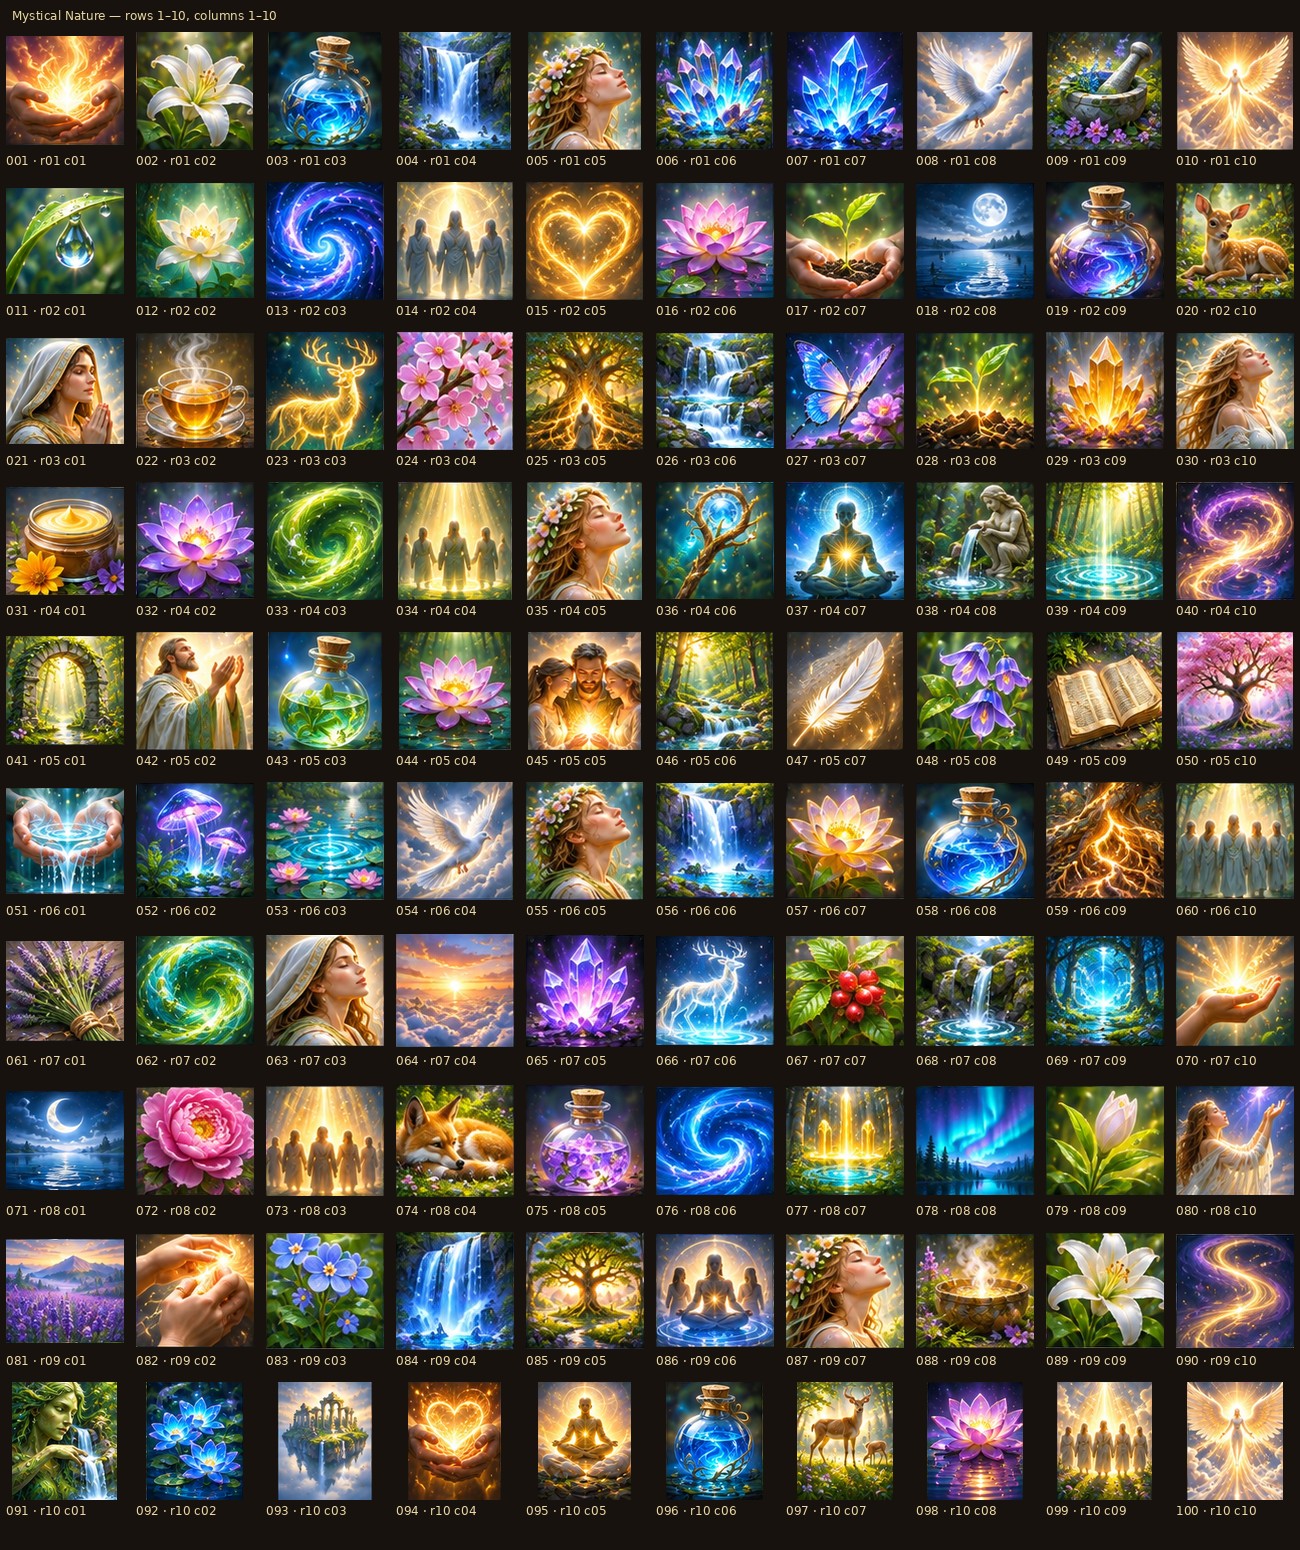 Mystical Nature — rows 1–10, columns 1–10
001 · r01 c01 002 · r01 c02 003 · r01 c03 004 · r01 c04 005 · r01 c05 006 · r01 c06 007 · r01 c07 008 · r01 c08 009 · r01 c09 010 · r01 c10
011 · r02 c01 012 · r02 c02 013 · r02 c03 014 · r02 c04 015 · r02 c05 016 · r02 c06 017 · r02 c07 018 · r02 c08 019 · r02 c09 020 · r02 c10
021 · r03 c01 022 · r03 c02 023 · r03 c03 024 · r03 c04 025 · r03 c05 026 · r03 c06 027 · r03 c07 028 · r03 c08 029 · r03 c09 030 · r03 c10
031 · r04 c01 032 · r04 c02 033 · r04 c03 034 · r04 c04 035 · r04 c05 036 · r04 c06 037 · r04 c07 038 · r04 c08 039 · r04 c09 040 · r04 c10
041 · r05 c01 042 · r05 c02 043 · r05 c03 044 · r05 c04 045 · r05 c05 046 · r05 c06 047 · r05 c07 048 · r05 c08 049 · r05 c09 050 · r05 c10
051 · r06 c01 052 · r06 c02 053 · r06 c03 054 · r06 c04 055 · r06 c05 056 · r06 c06 057 · r06 c07 058 · r06 c08 059 · r06 c09 060 · r06 c10
061 · r07 c01 062 · r07 c02 063 · r07 c03 064 · r07 c04 065 · r07 c05 066 · r07 c06 067 · r07 c07 068 · r07 c08 069 · r07 c09 070 · r07 c10
071 · r08 c01 072 · r08 c02 073 · r08 c03 074 · r08 c04 075 · r08 c05 076 · r08 c06 077 · r08 c07 078 · r08 c08 079 · r08 c09 080 · r08 c10
081 · r09 c01 082 · r09 c02 083 · r09 c03 084 · r09 c04 085 · r09 c05 086 · r09 c06 087 · r09 c07 088 · r09 c08 089 · r09 c09 090 · r09 c10
091 · r10 c01 092 · r10 c02 093 · r10 c03 094 · r10 c04 095 · r10 c05 096 · r10 c06 097 · r10 c07 098 · r10 c08 099 · r10 c09 100 · r10 c10